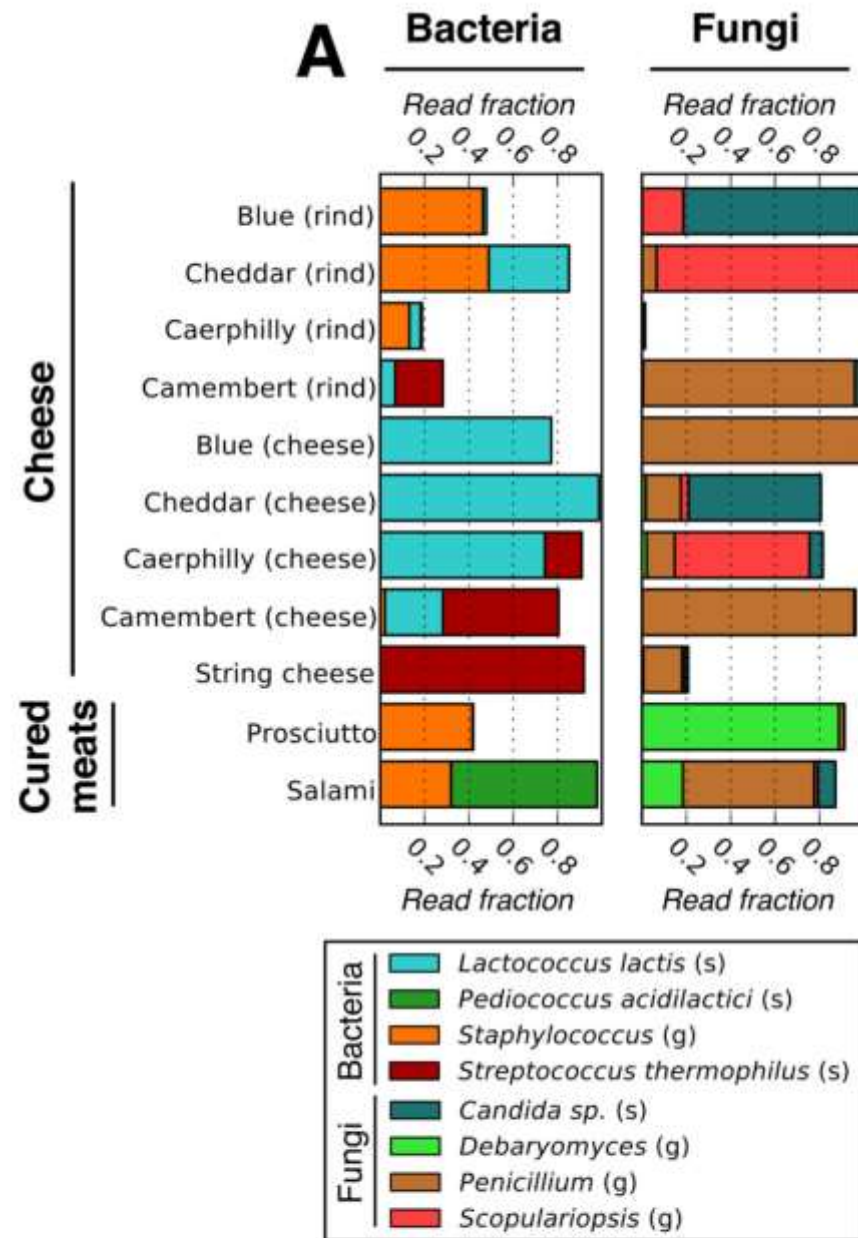 A
Bacteria
Fungi
Read fraction
Read fraction
0.2 0.4 0.6 0.8
0.2 0.4 0.6 0.8
Cheese
Blue (rind)
Cheddar (rind)
Caerphilly (rind)
Camembert (rind)
Blue (cheese)
Cheddar (cheese)
Caerphilly (cheese)
Camembert (cheese)
String cheese
Cured
meats
Prosciutto
Salami
0.2 0.4 0.6 0.8
0.2 0.4 0.6 0.8
Read fraction
Read fraction
Bacteria
Lactococcus lactis (s)
Pediococcus acidilactici (s)
Staphylococcus (g)
Streptococcus thermophilus (s)
Fungi
Candida sp. (s)
Debaryomyces (g)
Penicillium (g)
Scopulariopsis (g)